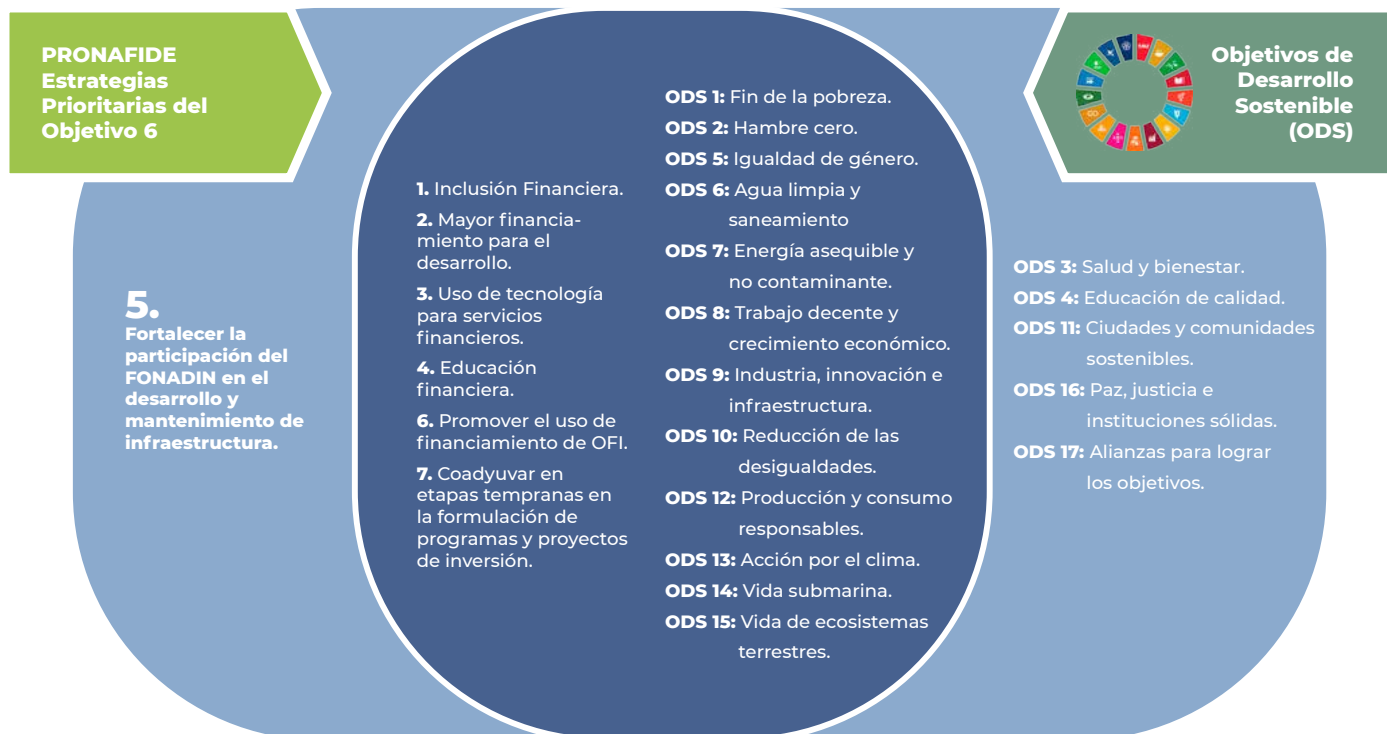 PRONAFIDE
Estrategias
Prioritarias del
Objetivo 6
5.
Fortalecer la
participación del
FONADIN en el
desarrollo y
mantenimiento de
infraestructura.
1. Inclusión Financiera.
2. Mayor financia-
miento para el
desarrollo.
3. Uso de tecnología
para servicios
financieros.
4. Educación
financiera.
6. Promover el uso de
financiamiento de OFI.
7. Coadyuvar en
etapas tempranas en
la formulación de
programas y proyectos
de inversión.
ODS 1: Fin de la pobreza.
ODS 2: Hambre cero.
ODS 5: Igualdad de género.
ODS 6: Agua limpia y
saneamiento
ODS 7: Energía asequible y
no contaminante.
ODS 8: Trabajo decente y
crecimiento económico.
ODS 9: Industria, innovación e
infraestructura.
ODS 10: Reducción de las
desigualdades.
ODS 12: Producción y consumo
responsables.
ODS 13: Acción por el clima.
ODS 14: Vida submarina.
ODS 15: Vida de ecosistemas
terrestres.
Objetivos de
Desarrollo
Sostenible
(ODS)
ODS 3: Salud y bienestar.
ODS 4: Educación de calidad.
ODS 11: Ciudades y comunidades
sostenibles.
ODS 16: Paz, justicia e
instituciones sólidas.
ODS 17: Alianzas para lograr
los objetivos.